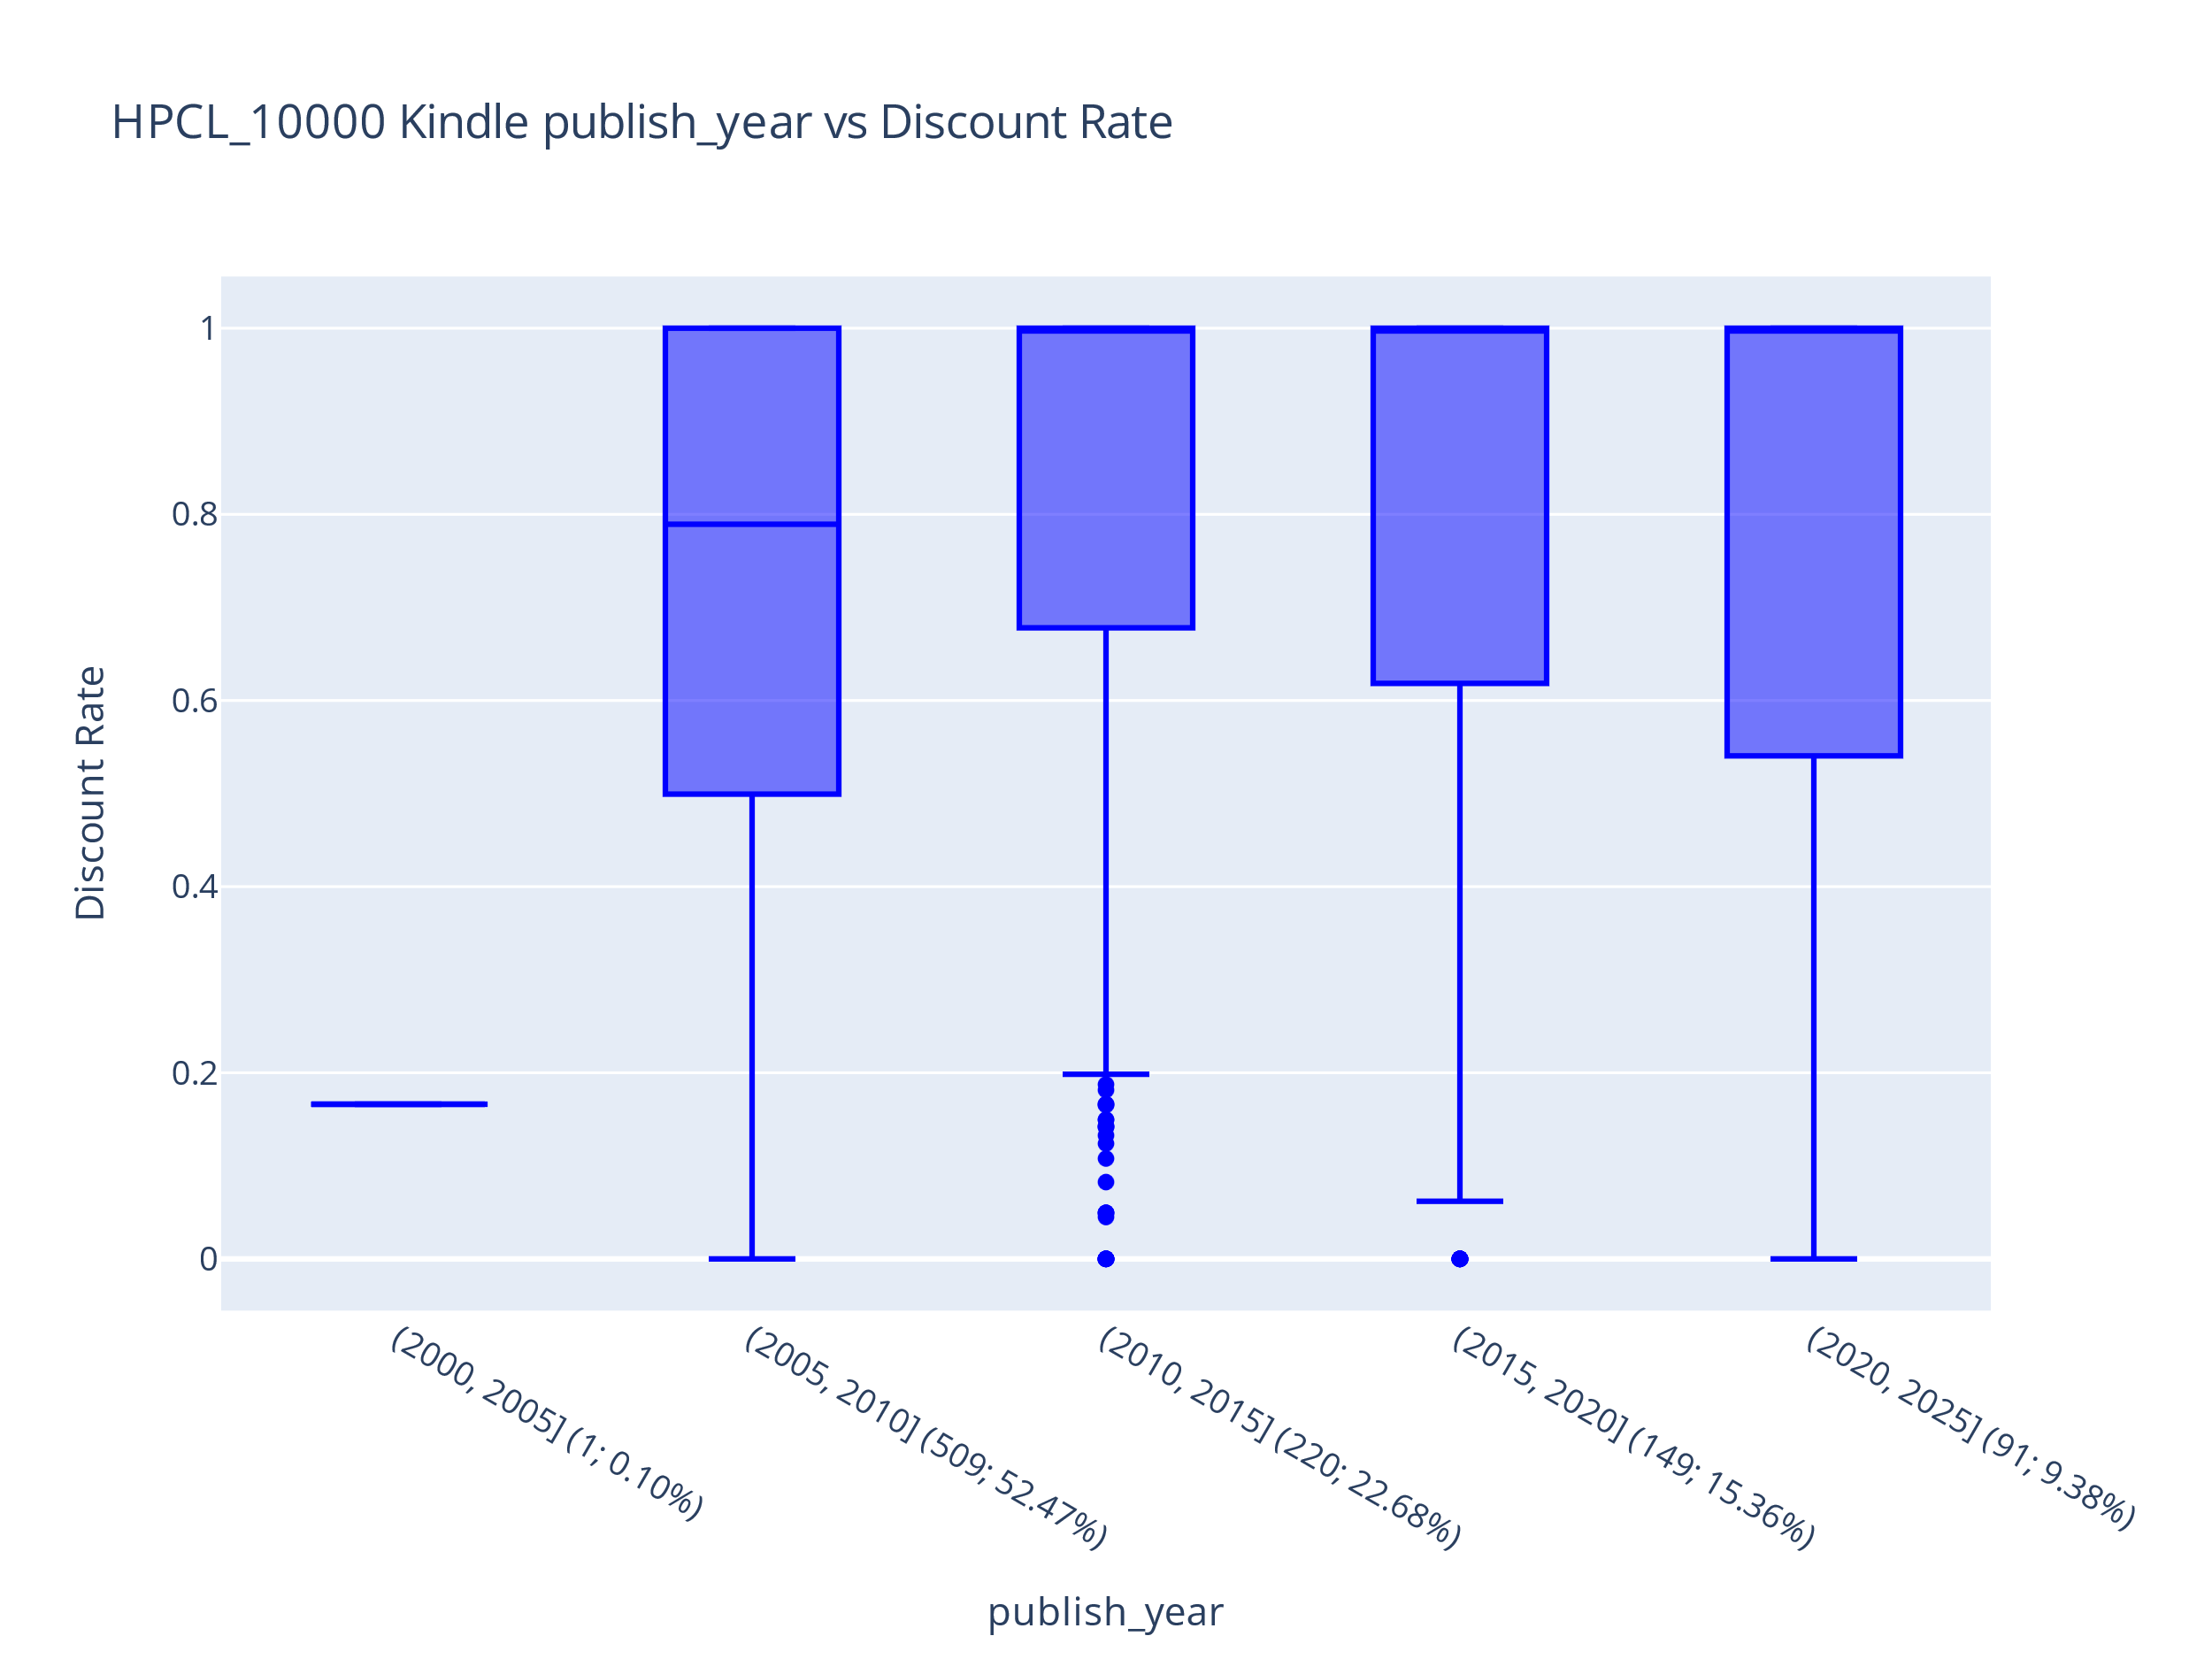 HPCL_10000 Kindle publish_year vs Discount Rate
Discount Rate
1
0.8
0.6
0.4
0.2
0
(2000, 2005] (1; 0.10%)
(2005, 2010] (509; 52.47%)
(2010, 2015] (220; 22.68%)
(2015, 2020] (149; 15.36%)
(2020, 2025] (91; 9.38%)
publish_year